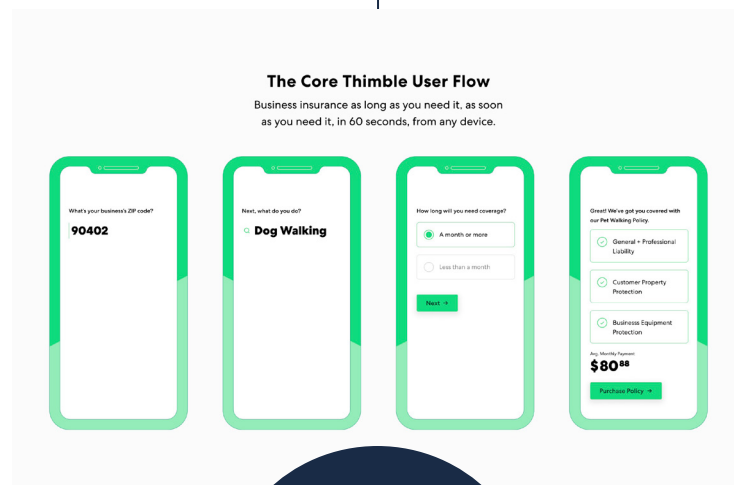 The Core Thimble User Flow
Business insurance as long as you need it, as soon
as you need it, in 60 seconds, from any device.
What's your business's ZIP code?
90402
Next, what do you do?
Dog Walking
How long will you need coverage?
A month or more
Less than a month
Next →
Great! We've got you covered with
our Pet Walking Policy.
General + Professional
Liability
Customer Property
Protection
Businesss Equipment
Protection
Avg. Monthly Payment
$80⁸⁸
Purchase Policy →